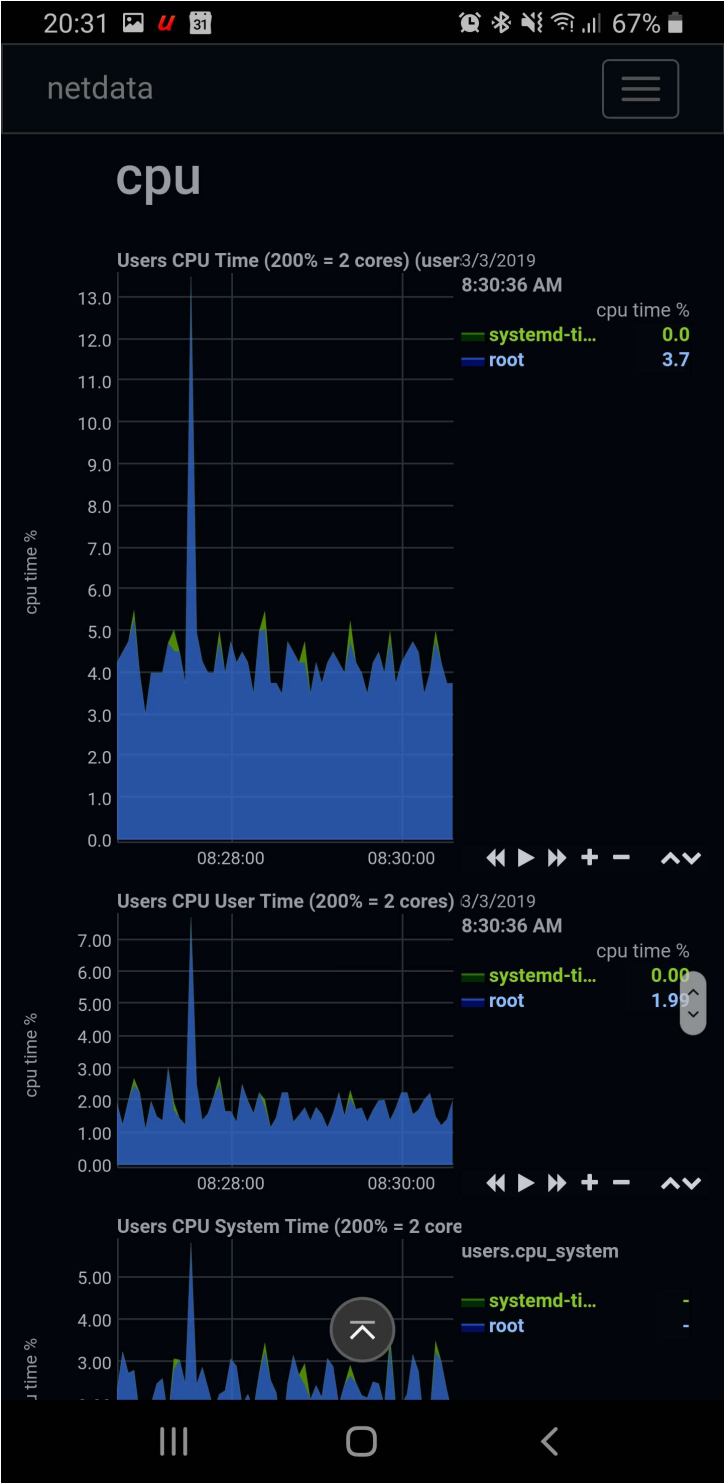 20:31 31 67%
netdata
cpu
Users CPU Time (200% = 2 cores) (user 3/3/2019
8:30:36 AM
cpu time %
systemd-ti... 0.0
root 3.7
13.0
12.0
11.0
10.0
9.0
8.0
7.0
6.0
5.0
4.0
3.0
2.0
1.0
0.0
cpu time %
08:28:00 08:30:00
Users CPU User Time (200% = 2 cores) 3/3/2019
8:30:36 AM
cpu time %
systemd-ti... 0.00
root 1.99
7.00
6.00
5.00
4.00
3.00
2.00
1.00
0.00
cpu time %
08:28:00 08:30:00
Users CPU System Time (200% = 2 core
users.cpu_system
systemd-ti... -
root -
5.00
4.00
3.00
u time %